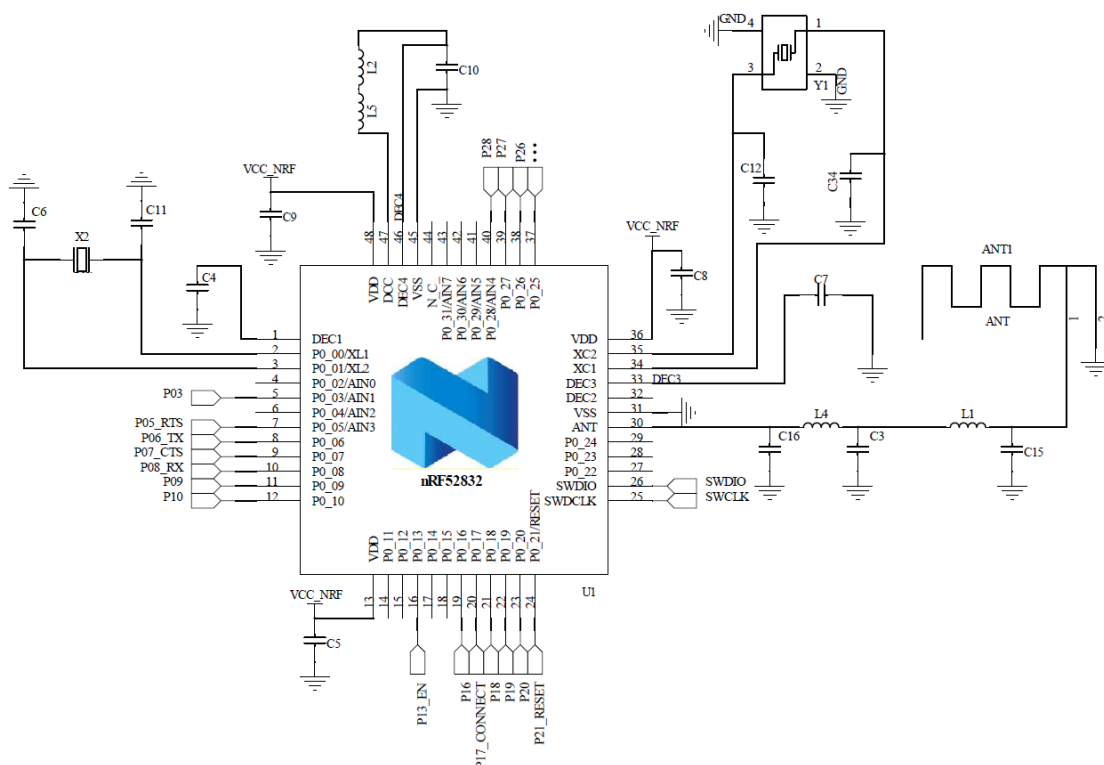 GND
4
1
3
2
Y1
GND
L2
L5
C10
C12
C34
VCC_NRF
C9
P28
P27
P26
•••
C6
X2
C11
C4
DEC4
48
47
46
45
44
43
42
41
40
39
38
37
VDD
DCC
DEC4
VSS
N_C_
P0_31/AIN7
P0_30/AIN6
P0_29/AIN5
P0_28/AIN4
P0_27
P0_26
P0_25
VCC_NRF
C8
C7
ANT1
ANT
1
2
1 DEC1
2 P0_00/XL1
3 P0_01/XL2
4 P0_02/AIN0
P03 5 P0_03/AIN1
6 P0_04/AIN2
P05_RTS 7 P0_05/AIN3
P06_TX 8 P0_06
P07_CTS 9 P0_07
P08_RX 10 P0_08
P09 11 P0_09
P10 12 P0_10
nRF52832
VDD 36
XC2 35
XC1 34
DEC3 33 DEC3
DEC2 32
VSS 31
ANT 30
P0_24 29
P0_23 28
P0_22 27
SWDIO 26 SWDIO
SWDCLK 25 SWCLK
C16
L4
C3
L1
C15
VDD
P0_11
P0_12
P0_13
P0_14
P0_15
P0_16
P0_17
P0_18
P0_19
P0_20
P0_21/RESET
U1
VCC_NRF
C5
13
14
15
16
17
18
19
20
21
22
23
24
P13_EN
P16
P17_CONNECT
P18
P19
P20
P21_RESET